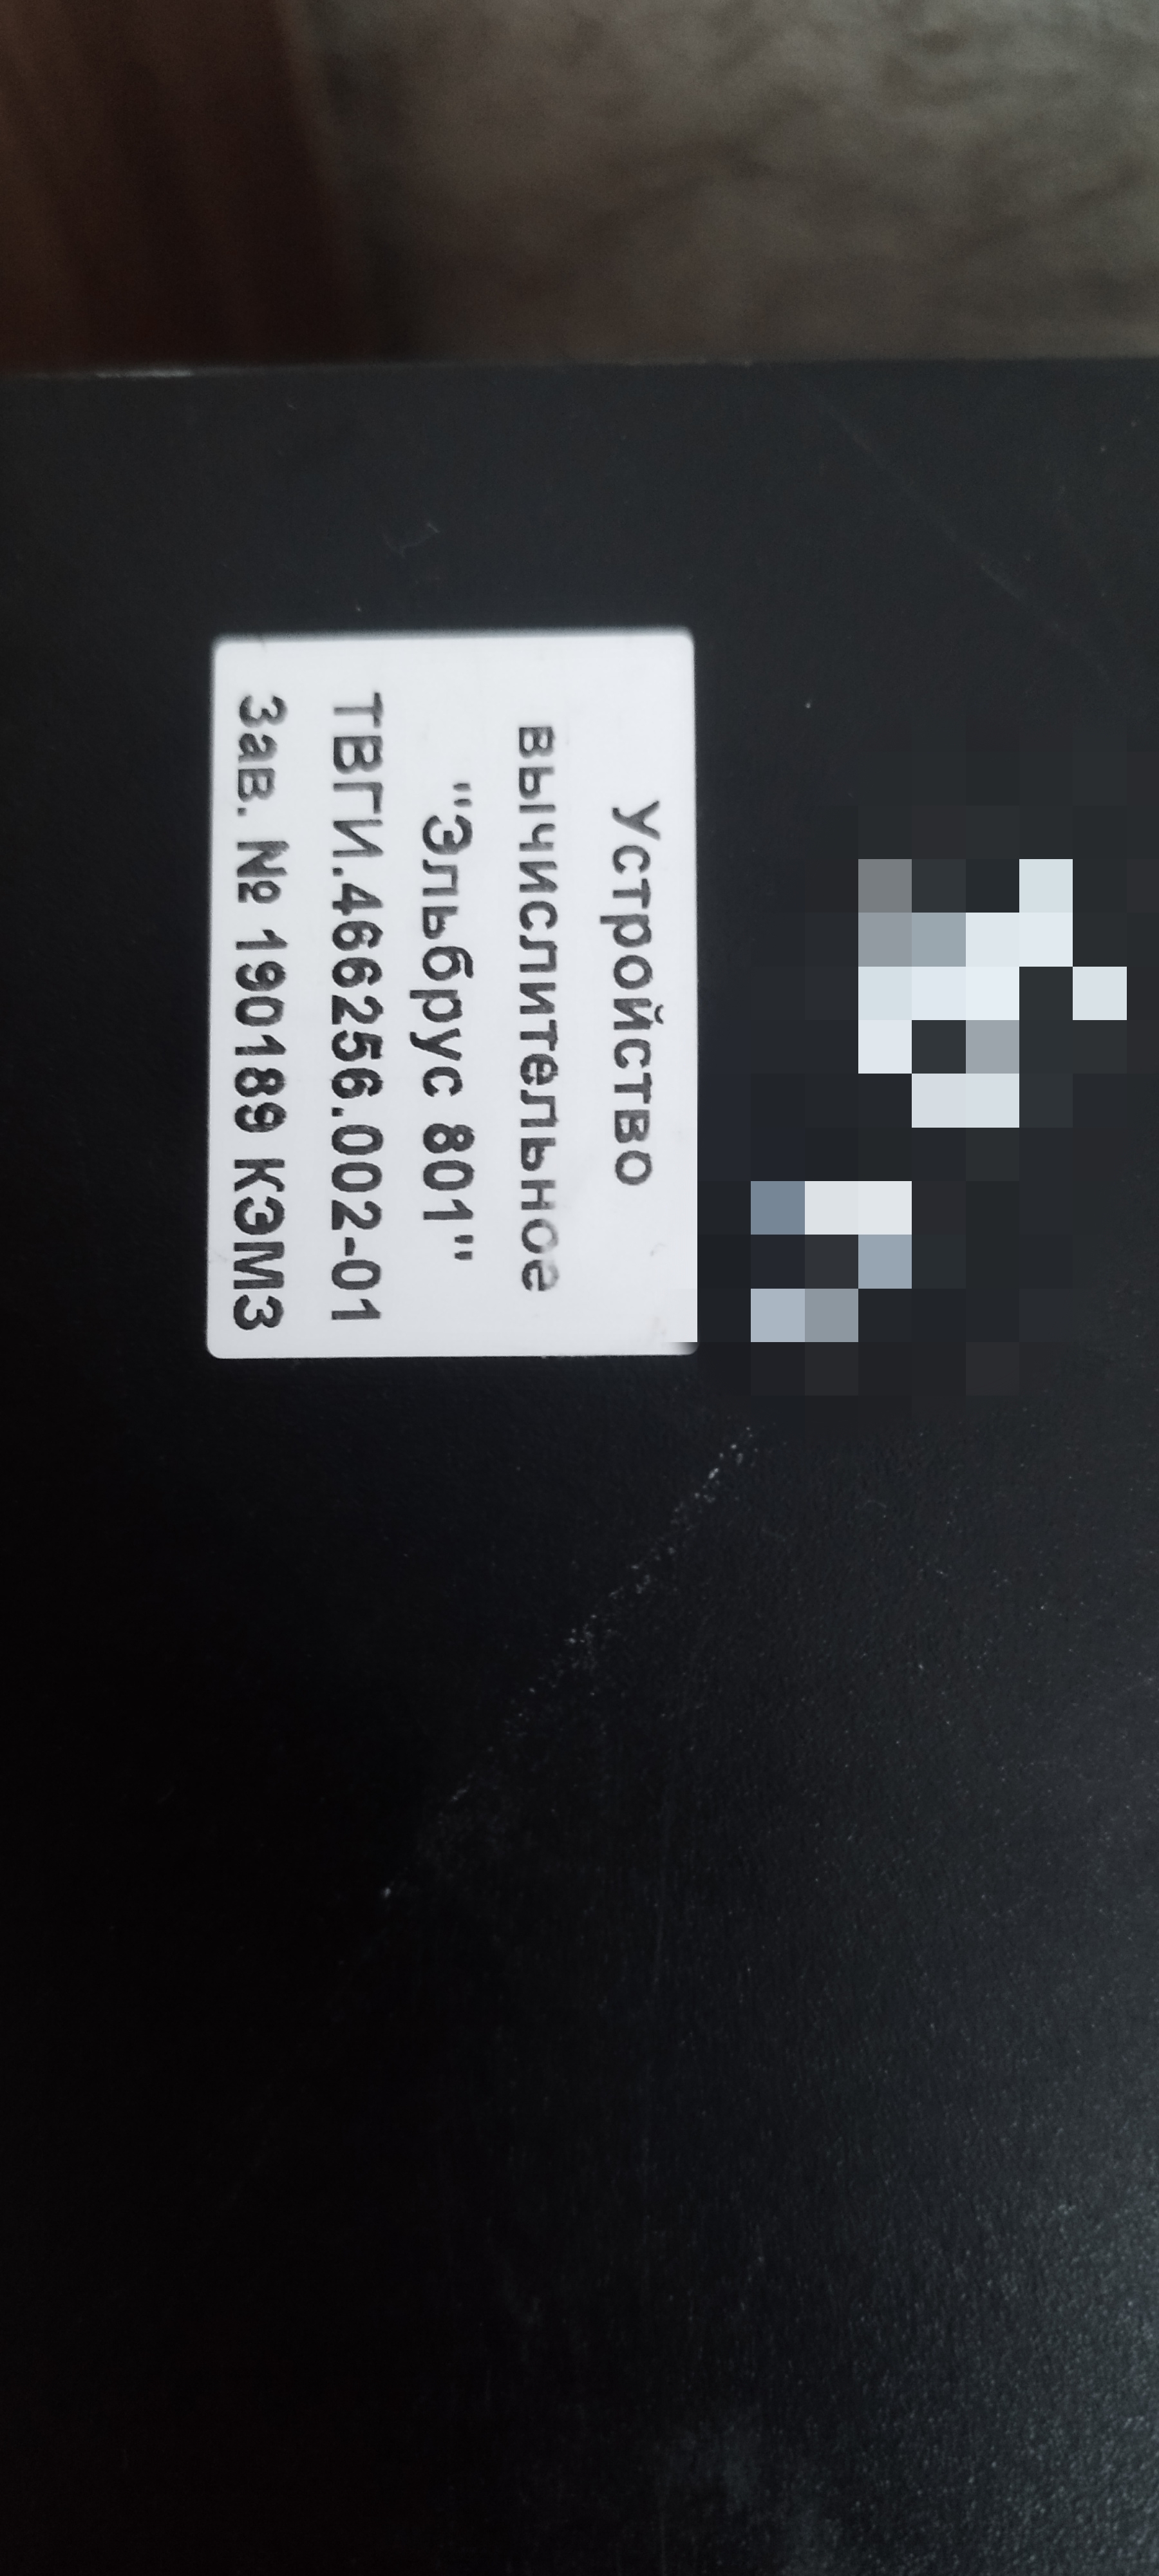 Устройство
вычислительное
"Эльбрус 801"
ТВГИ.466256.002-01
Зав. № 190189 КЭМЗ